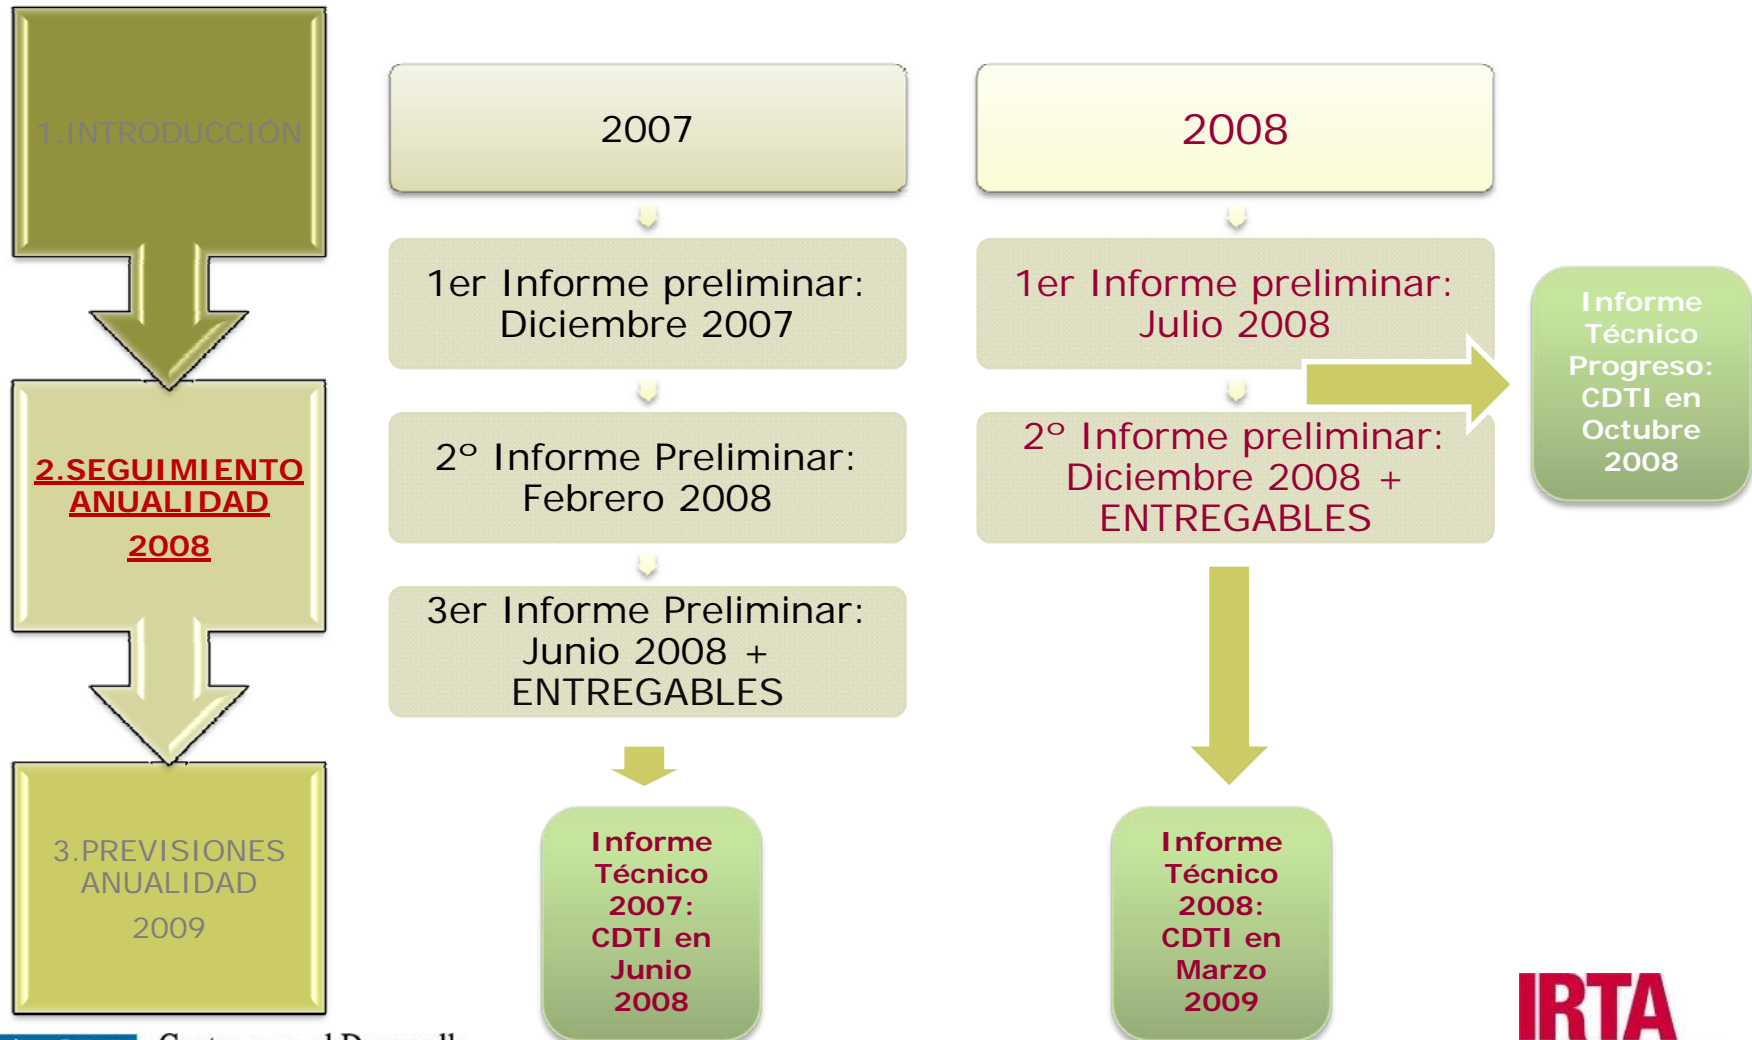 1.INTRODUCCIÓN
2.SEGUIMIENTO
ANUALIDAD
2008
3.PREVISIONES
ANUALIDAD
2009
2007
1er Informe preliminar:
Diciembre 2007
2º Informe Preliminar:
Febrero 2008
3er Informe Preliminar:
Junio 2008 +
ENTREGABLES
Informe
Técnico
2007:
CDTI en
Junio
2008
2008
1er Informe preliminar:
Julio 2008
2º Informe preliminar:
Diciembre 2008 +
ENTREGABLES
Informe
Técnico
2008:
CDTI en
Marzo
2009
Informe
Técnico
Progreso:
CDTI en
Octubre
2008
IRTA